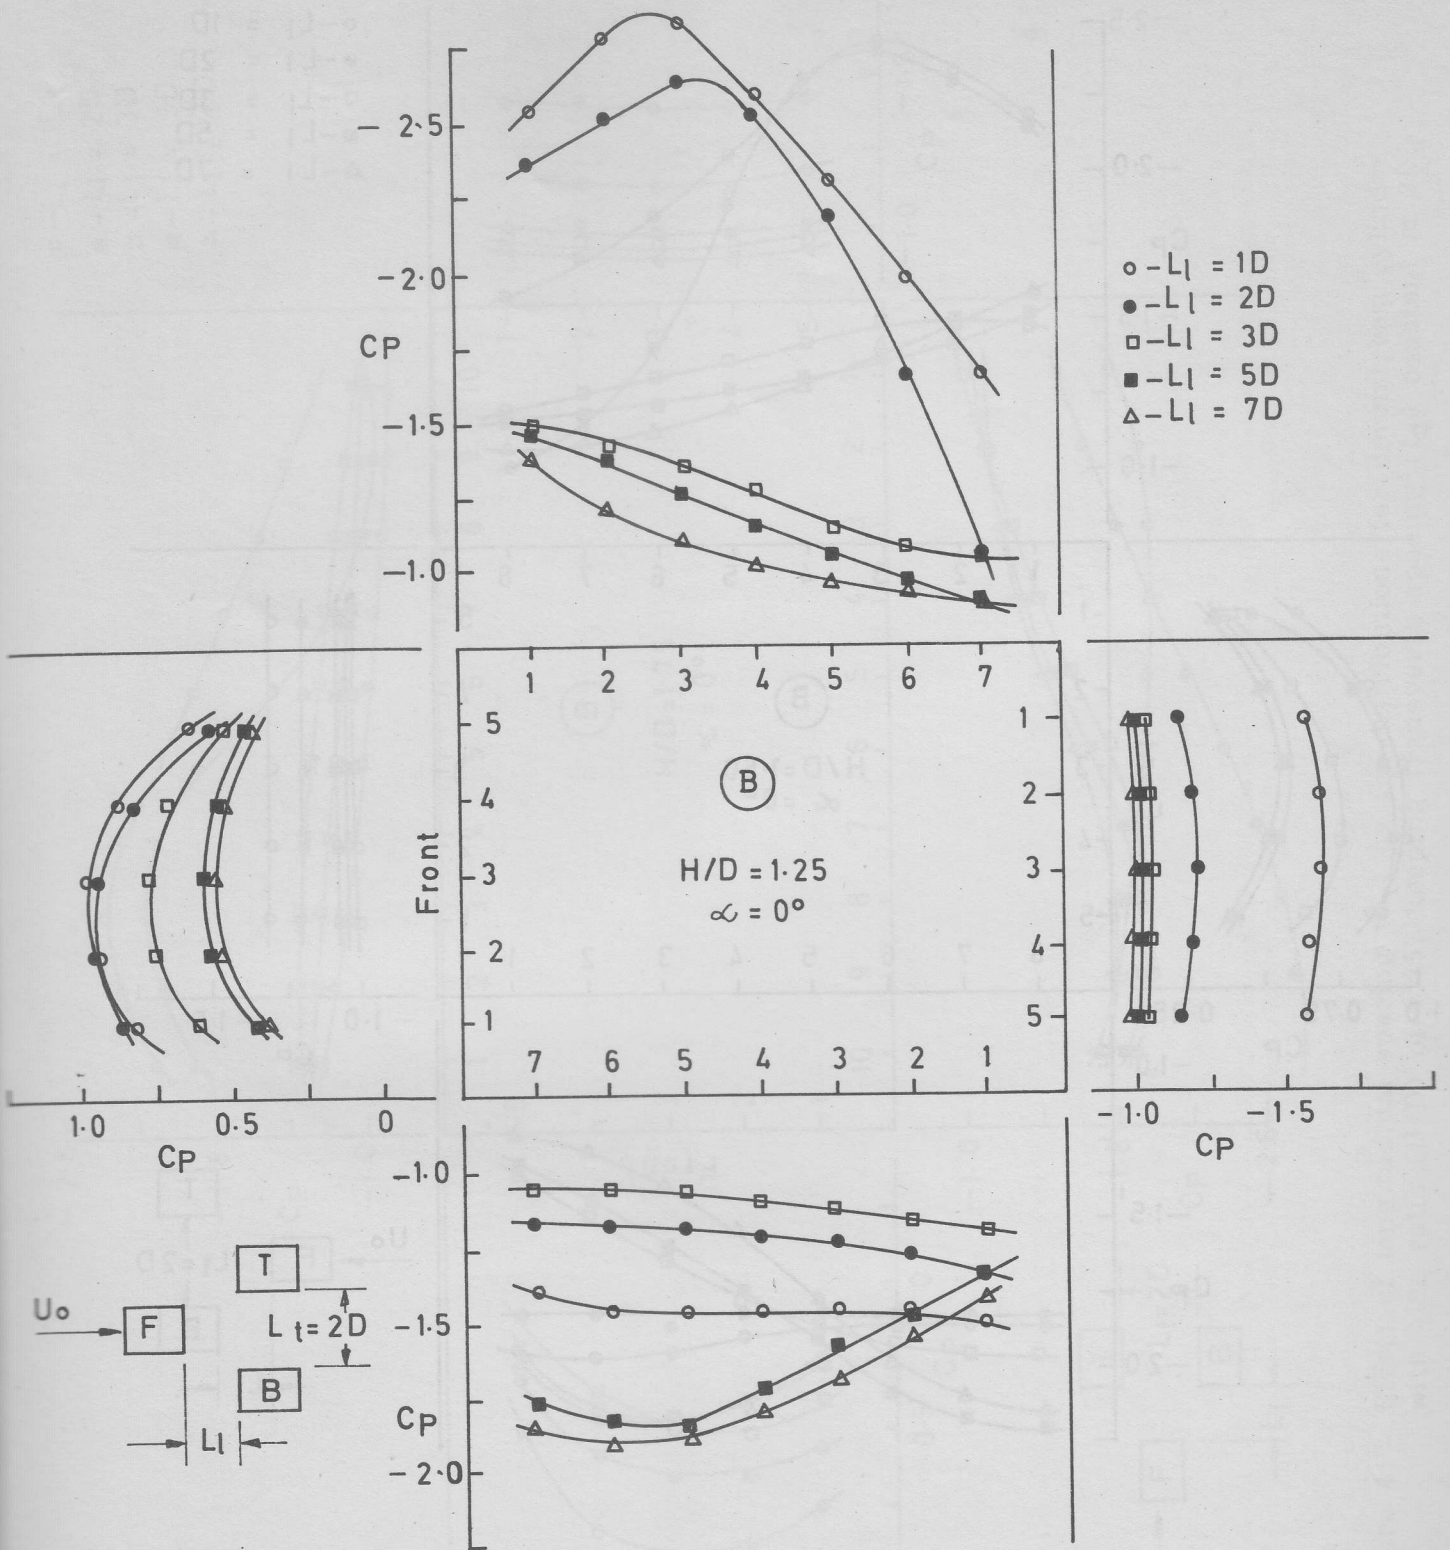 - 2.5
-2.0
CP
-1.5
-1.0
o -Ll = 1D
● -Ll = 2D
□ -Ll = 3D
■ -Ll = 5D
△ -Ll = 7D
1 2 3 4 5 6 7
5
4
3
2
1
Front
B
H/D = 1.25
α = 0°
1
2
3
4
5
7 6 5 4 3 2 1
1.0 0.5 0
CP
-1.0 -1.5
CP
-1.0
-1.5
CP
-2.0
T
Uo
F
Lt = 2D
B
Ll